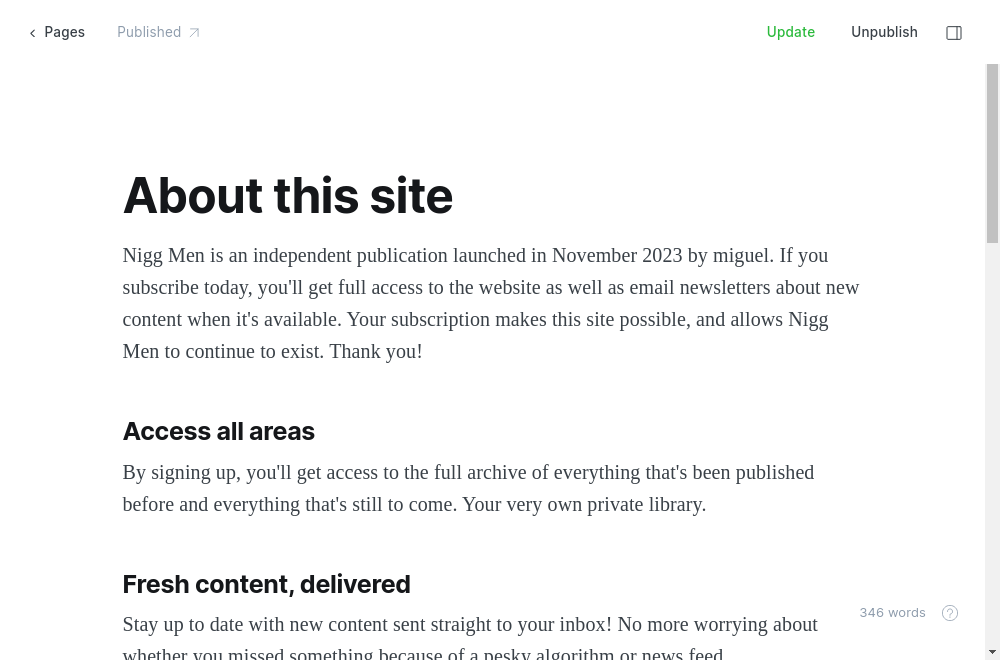 Pages Published Update Unpublish
About this site
Nigg Men is an independent publication launched in November 2023 by miguel. If you
subscribe today, you'll get full access to the website as well as email newsletters about new
content when it's available. Your subscription makes this site possible, and allows Nigg
Men to continue to exist. Thank you!
Access all areas
By signing up, you'll get access to the full archive of everything that's been published
before and everything that's still to come. Your very own private library.
Fresh content, delivered
346 words
Stay up to date with new content sent straight to your inbox! No more worrying about
whether you missed something because of a pesky algorithm or news feed